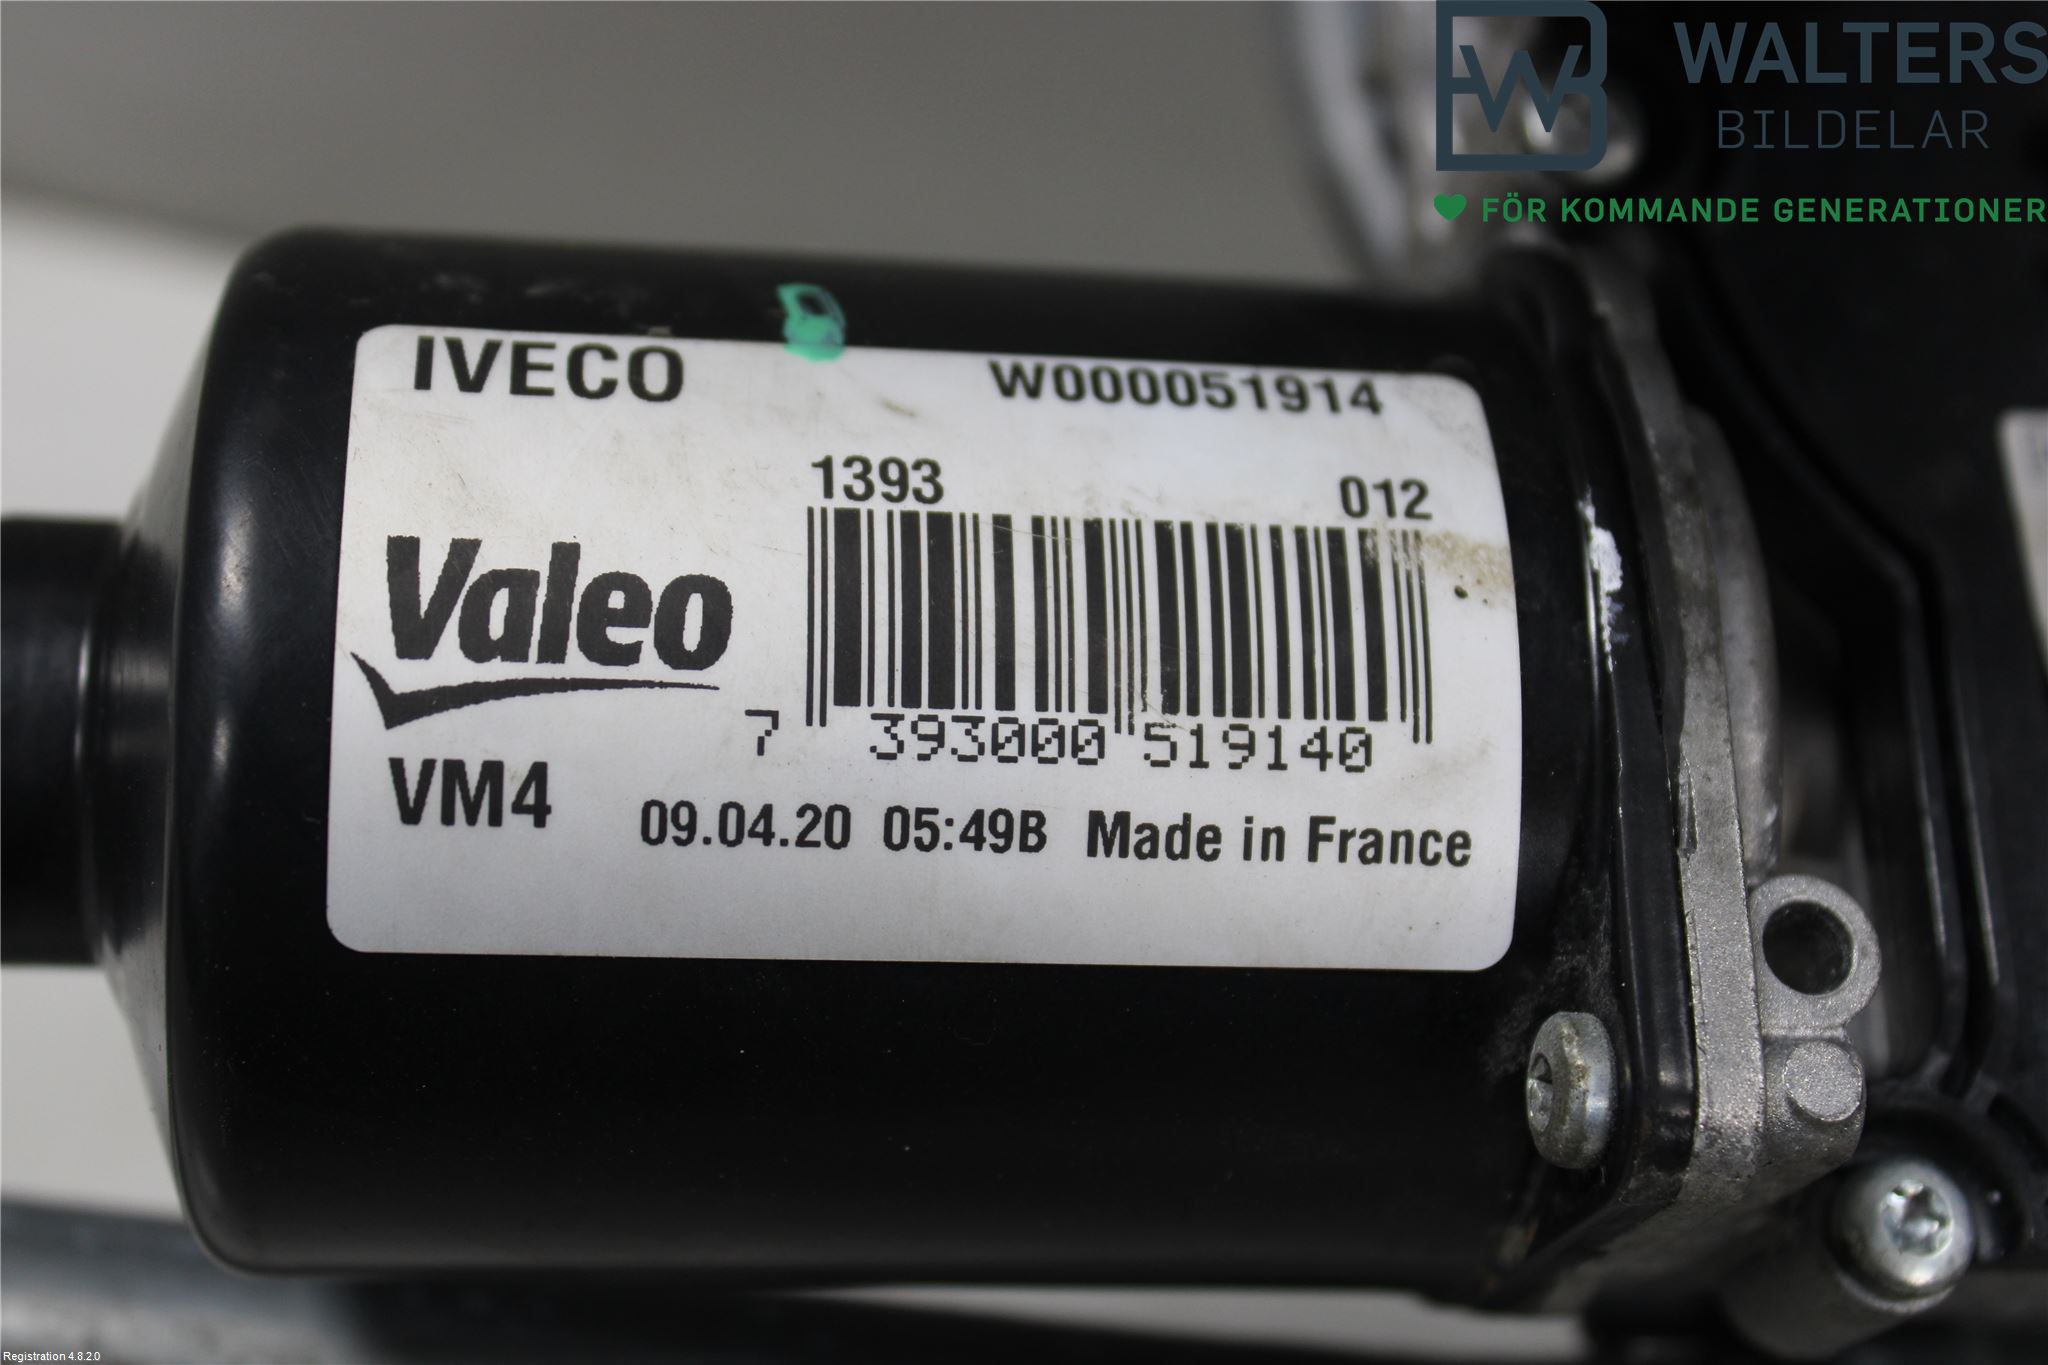 WALTERS
BILDELAR
FÖR KOMMANDE GENERATIONER
IVECO W000051914
1393 012
Valeo
7 393000 519140
VM4
09.04.20 05:49B Made in France
Registration 4.8.2.0